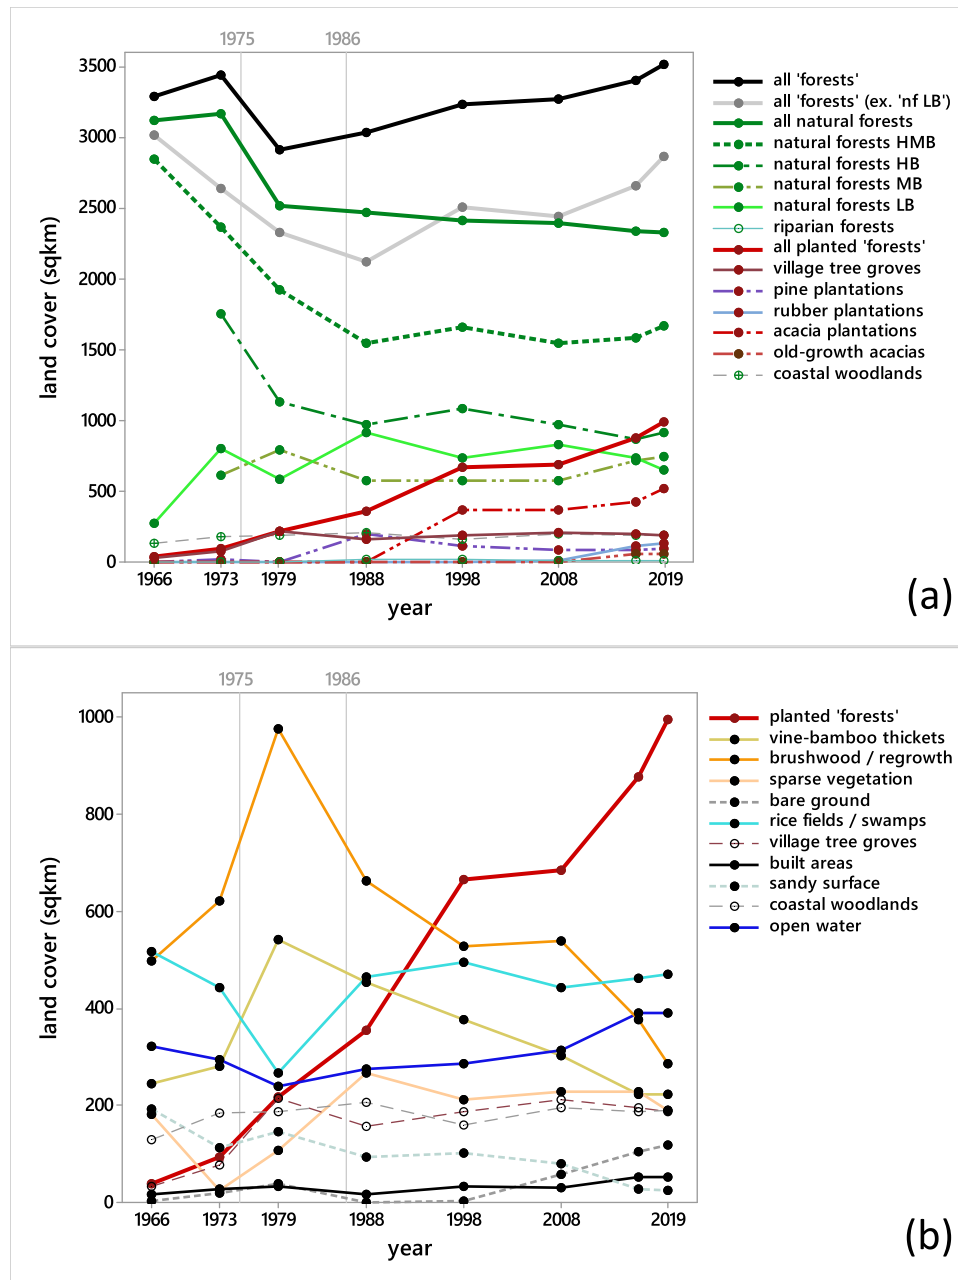 1975 1986
3500
3000
2500
2000
1500
1000
500
0
land cover (sqkm)
1966 1973 1979 1988 1998 2008 2019
year
all 'forests'
all 'forests' (ex. 'nf LB')
all natural forests
natural forests HMB
natural forests HB
natural forests MB
natural forests LB
riparian forests
all planted 'forests'
village tree groves
pine plantations
rubber plantations
acacia plantations
old-growth acacias
coastal woodlands
(a)
1975 1986
1000
800
600
400
200
0
land cover (sqkm)
1966 1973 1979 1988 1998 2008 2019
year
planted 'forests'
vine-bamboo thickets
brushwood / regrowth
sparse vegetation
bare ground
rice fields / swamps
village tree groves
built areas
sandy surface
coastal woodlands
open water
(b)